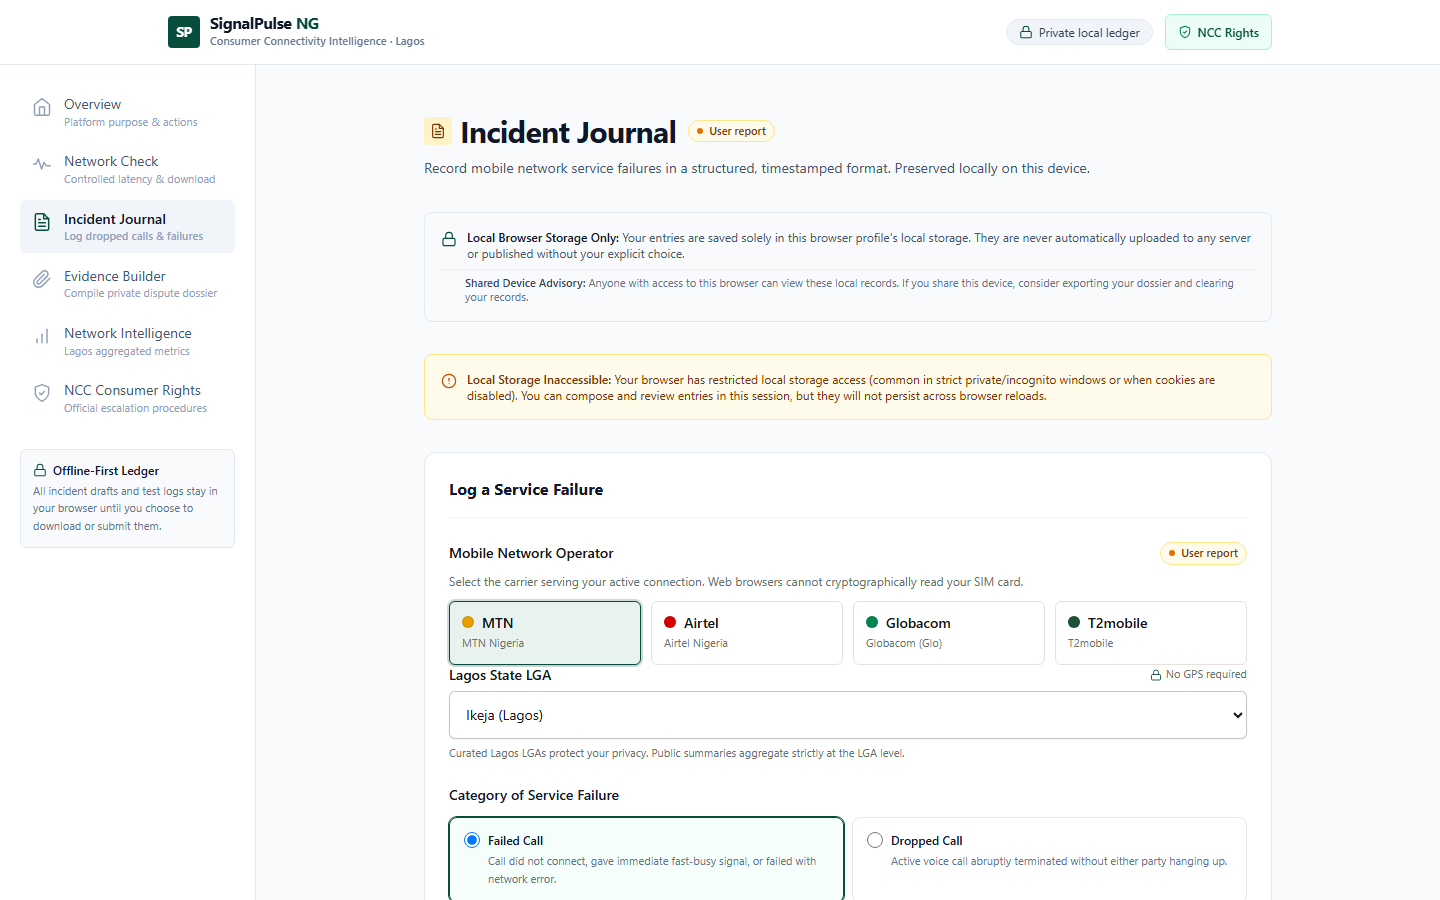 SP
SignalPulse NG
Consumer Connectivity Intelligence · Lagos
Private local ledger
NCC Rights
Overview
Platform purpose & actions
Network Check
Controlled latency & download
Incident Journal
Log dropped calls & failures
Evidence Builder
Compile private dispute dossier
Network Intelligence
Lagos aggregated metrics
NCC Consumer Rights
Official escalation procedures
Offline-First Ledger
All incident drafts and test logs stay in
your browser until you choose to
download or submit them.
Incident Journal
User report
Record mobile network service failures in a structured, timestamped format. Preserved locally on this device.
Local Browser Storage Only: Your entries are saved solely in this browser profile's local storage. They are never automatically uploaded to any server
or published without your explicit choice.
Shared Device Advisory: Anyone with access to this browser can view these local records. If you share this device, consider exporting your dossier and clearing
your records.
Local Storage Inaccessible: Your browser has restricted local storage access (common in strict private/incognito windows or when cookies are
disabled). You can compose and review entries in this session, but they will not persist across browser reloads.
Log a Service Failure
Mobile Network Operator
User report
Select the carrier serving your active connection. Web browsers cannot cryptographically read your SIM card.
MTN
MTN Nigeria
Airtel
Airtel Nigeria
Globacom
Globacom (Glo)
T2mobile
T2mobile
Lagos State LGA
No GPS required
Ikeja (Lagos)
Curated Lagos LGAs protect your privacy. Public summaries aggregate strictly at the LGA level.
Category of Service Failure
Failed Call
Call did not connect, gave immediate fast-busy signal, or failed with
network error.
Dropped Call
Active voice call abruptly terminated without either party hanging up.